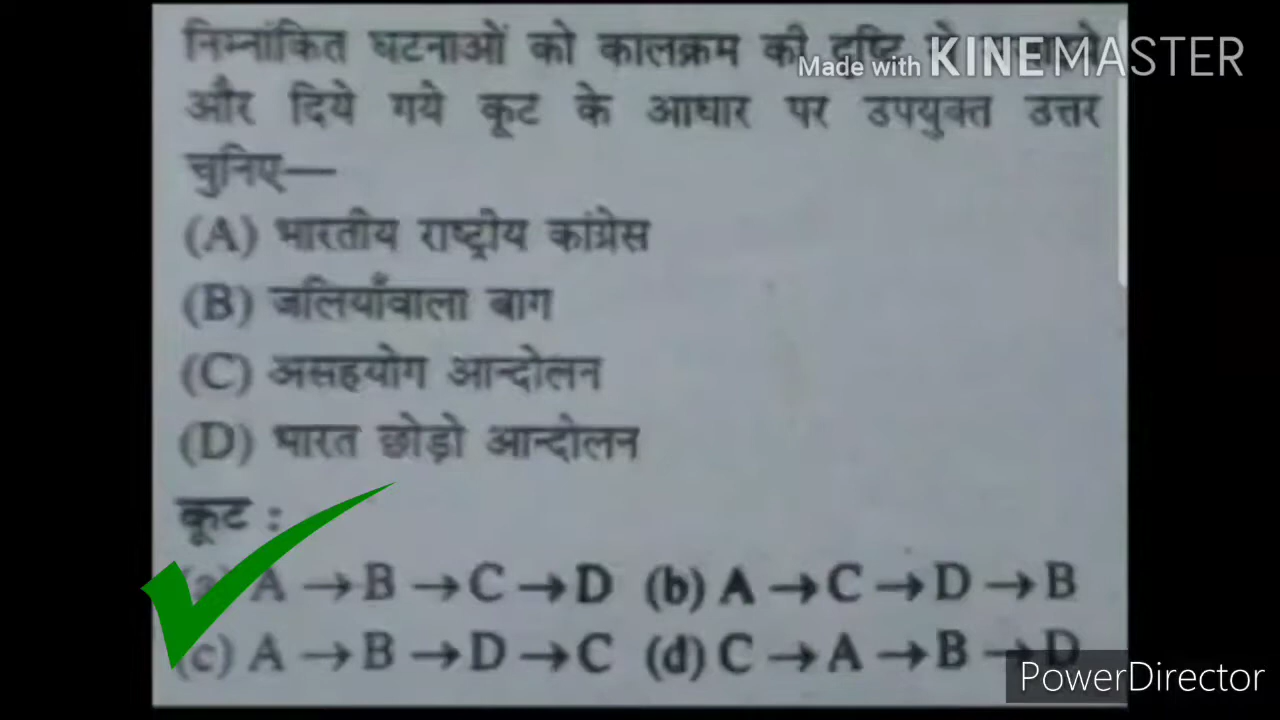 निम्नांकित घटनाओं को कालक्रम की दृष्टि
Made with KINEMASTER
और दिये गये कूट के आधार पर उपयुक्त उत्तर
चुनिए—
(A) भारतीय राष्ट्रीय कांग्रेस
(B) जलियाँवाला बाग
(C) असहयोग आन्दोलन
(D) भारत छोड़ो आन्दोलन
कूट :
(a) A → B → C → D (b) A → C → D → B
(c) A → B → D → C (d) C → A → B → D
PowerDirector